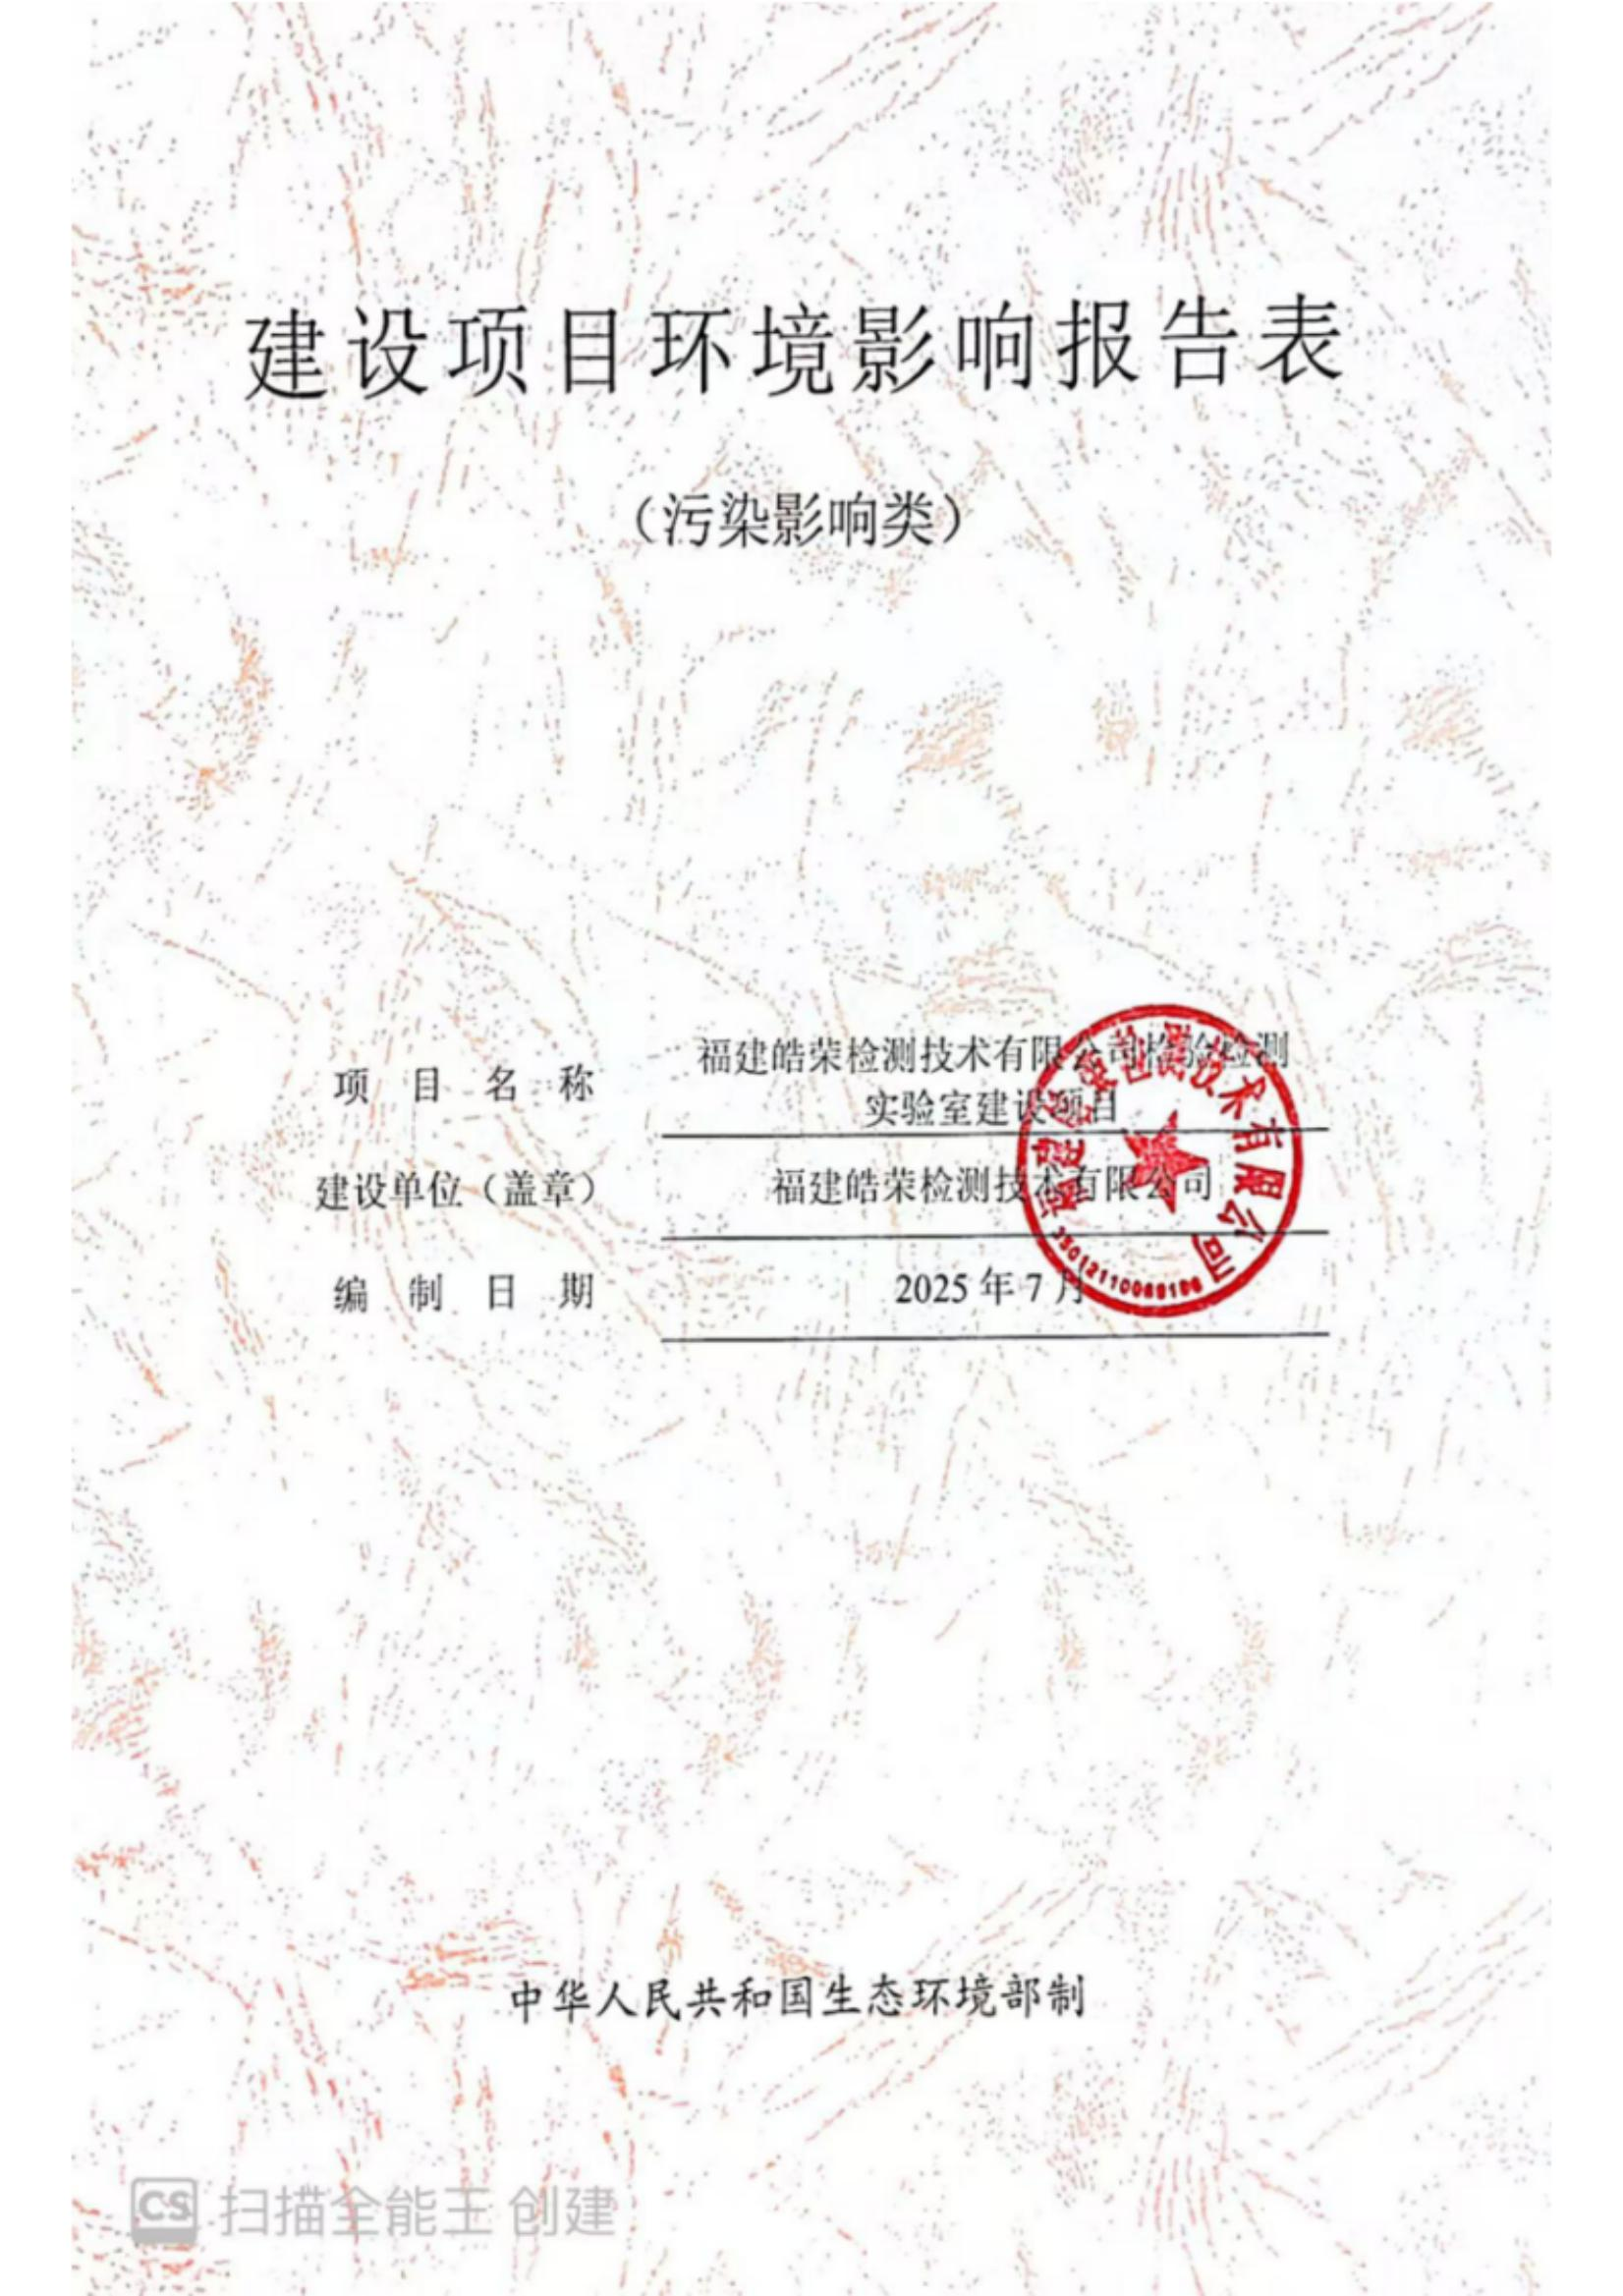 建设项目环境影响报告表
（污染影响类）
项目名称
福建皓荣检测技术有限公司检验检测
实验室建设项目
建设单位（盖章）
福建皓荣检测技术有限公司
编制日期
2025年7月
中华人民共和国生态环境部制
CS 扫描全能王 创建